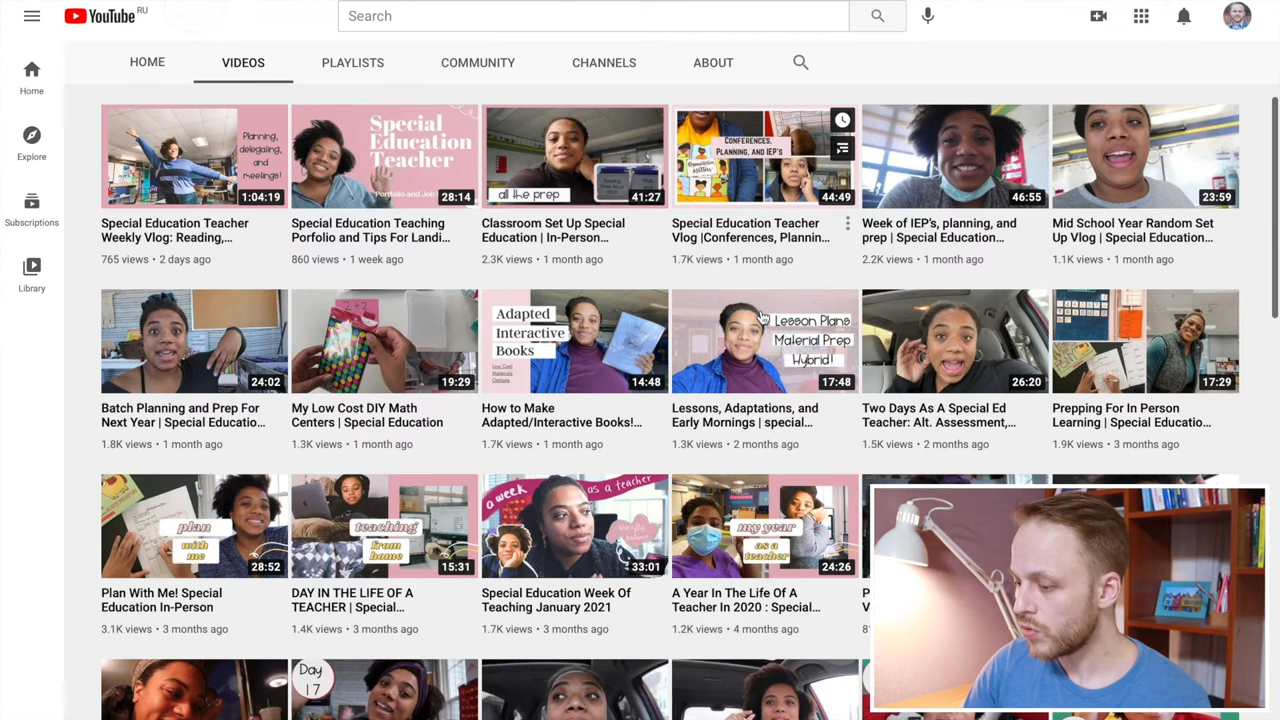 YouTube RU
Search
Home
Explore
Subscriptions
Library
HOME VIDEOS PLAYLISTS COMMUNITY CHANNELS ABOUT
Planning,
delegating,
and
meetings!
1:04:19
Special Education Teacher
Weekly Vlog: Reading,...
765 views • 2 days ago
Special
Education
Teacher
Portfolio and Job
28:14
Special Education Teaching
Porfolio and Tips For Landi...
860 views • 1 week ago
all the prep
41:27
Classroom Set Up Special
Education | In-Person...
2.3K views • 1 month ago
CONFERENCES,
PLANNING, AND IEP'S
44:49
Special Education Teacher
Vlog |Conferences, Plannin...
1.7K views • 1 month ago
46:55
Week of IEP's, planning, and
prep | Special Education...
2.2K views • 1 month ago
23:59
Mid School Year Random Set
Up Vlog | Special Education...
1.1K views • 1 month ago
24:02
Batch Planning and Prep For
Next Year | Special Educatio...
1.8K views • 1 month ago
2+2
19:29
My Low Cost DIY Math
Centers | Special Education
1.3K views • 1 month ago
Adapted
Interactive
Books
Low Cost
Materials
Options
14:48
How to Make
Adapted/Interactive Books!...
1.7K views • 1 month ago
Lesson Plans
Material Prep
Hybrid!
17:48
Lessons, Adaptations, and
Early Mornings | special...
1.3K views • 2 months ago
26:20
Two Days As A Special Ed
Teacher: Alt. Assessment,...
1.5K views • 2 months ago
17:29
Prepping For In Person
Learning | Special Educatio...
1.9K views • 3 months ago
plan
with
me
28:52
Plan With Me! Special
Education In-Person
3.1K views • 3 months ago
teaching
from
home
15:31
DAY IN THE LIFE OF A
TEACHER | Special...
1.4K views • 3 months ago
a week as a teacher
work/life
balance
33:01
Special Education Week Of
Teaching January 2021
1.7K views • 3 months ago
my year
as a
teacher
24:26
A Year In The Life Of A
Teacher In 2020 : Special...
1.2K views • 4 months ago
Day
17